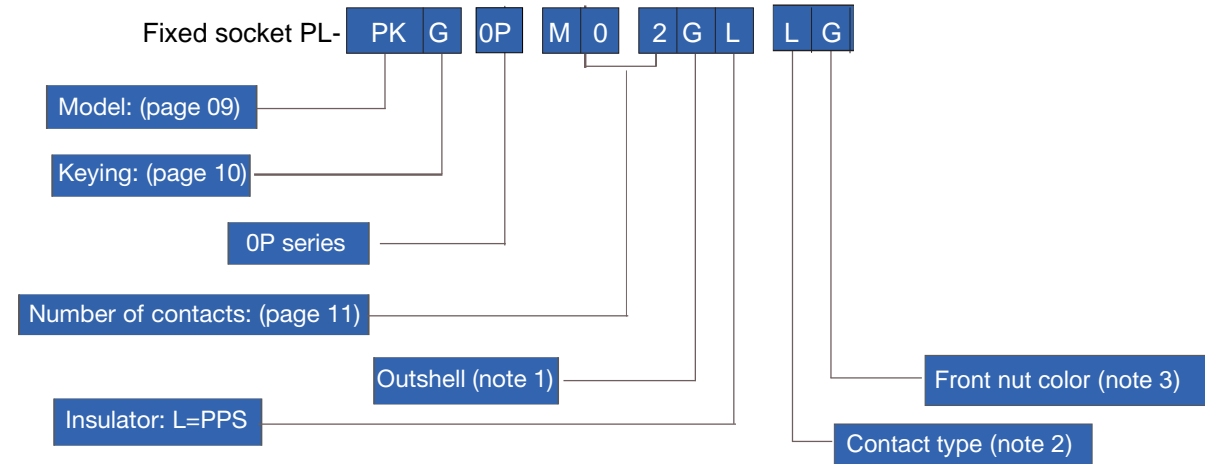 Fixed socket PL- PK G 0P M 0 2 G L L G
Model: (page 09)
Keying: (page 10)
0P series
Number of contacts: (page 11)
Outshell (note 1)
Front nut color (note 3)
Insulator: L=PPS
Contact type (note 2)